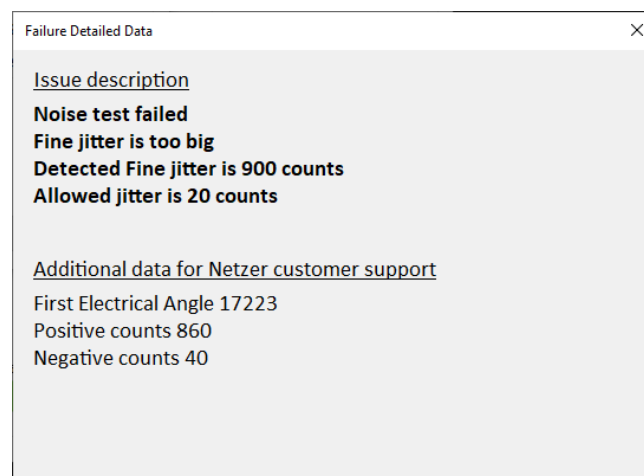 Failure Detailed Data
Issue description
Noise test failed
Fine jitter is too big
Detected Fine jitter is 900 counts
Allowed jitter is 20 counts
Additional data for Netzer customer support
First Electrical Angle 17223
Positive counts 860
Negative counts 40